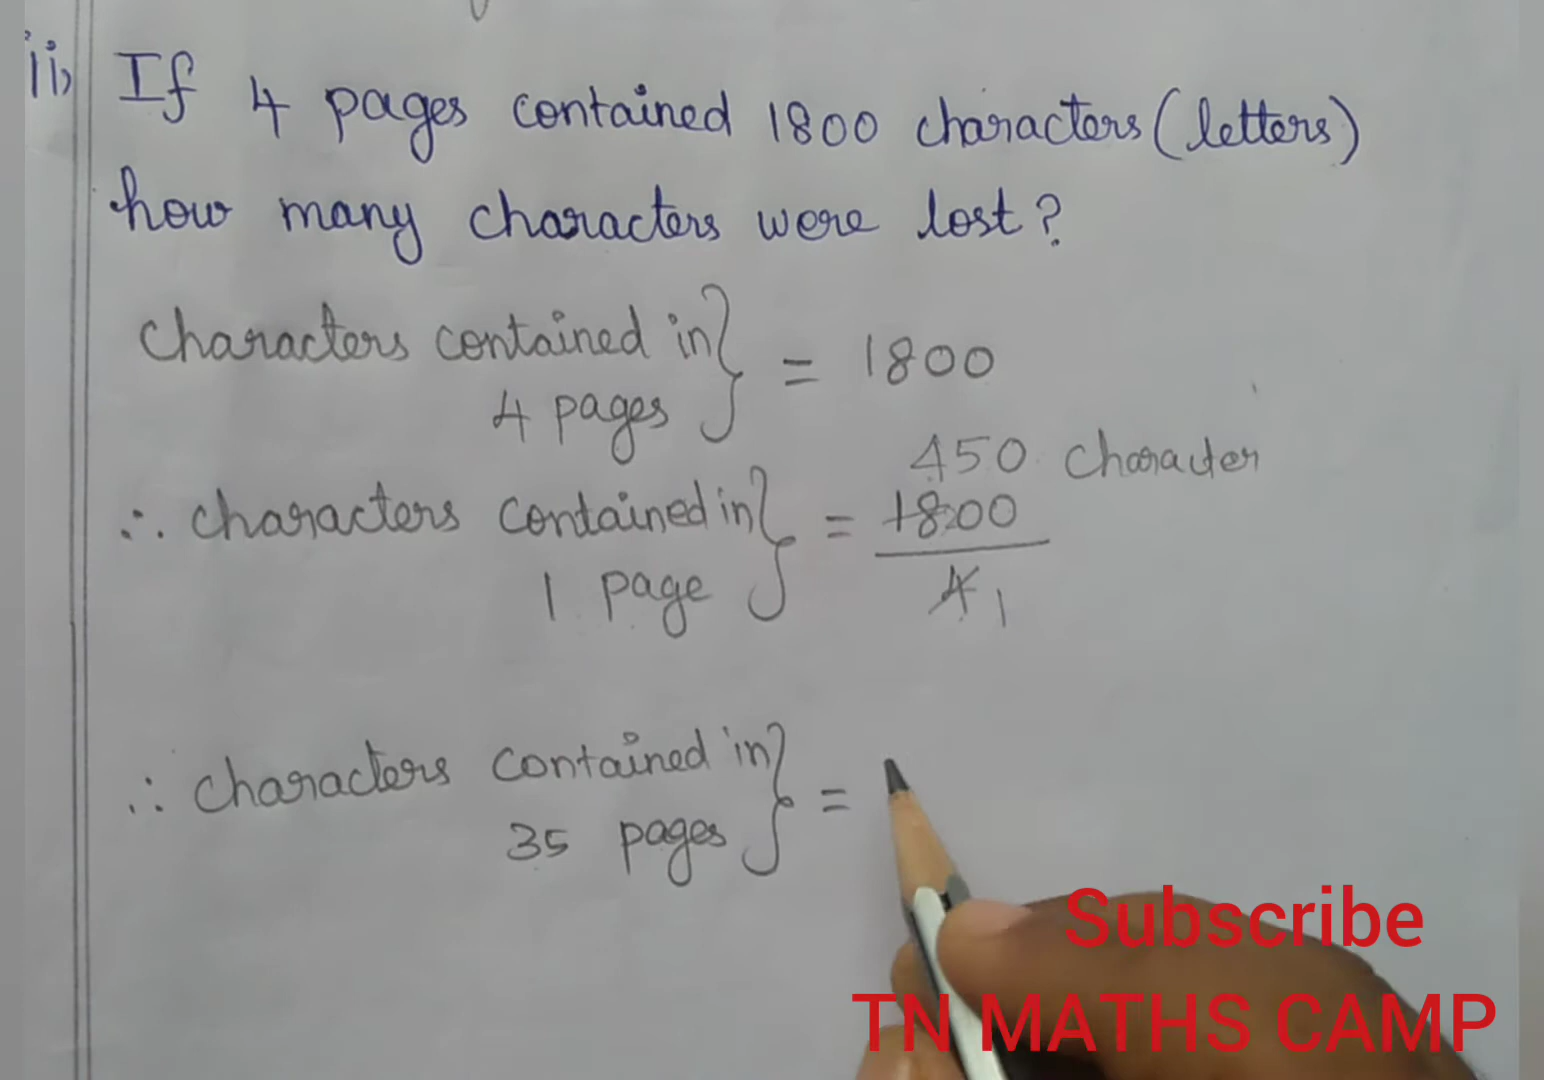 ii) If 4 pages contained 1800 characters (letters)
how many characters were lost?
Characters contained in } = 1800
4 pages
450 character
∴ characters contained in } = 1800
1 page 4 1
∴ characters contained in } =
35 pages
Subscribe
TN MATHS CAMP